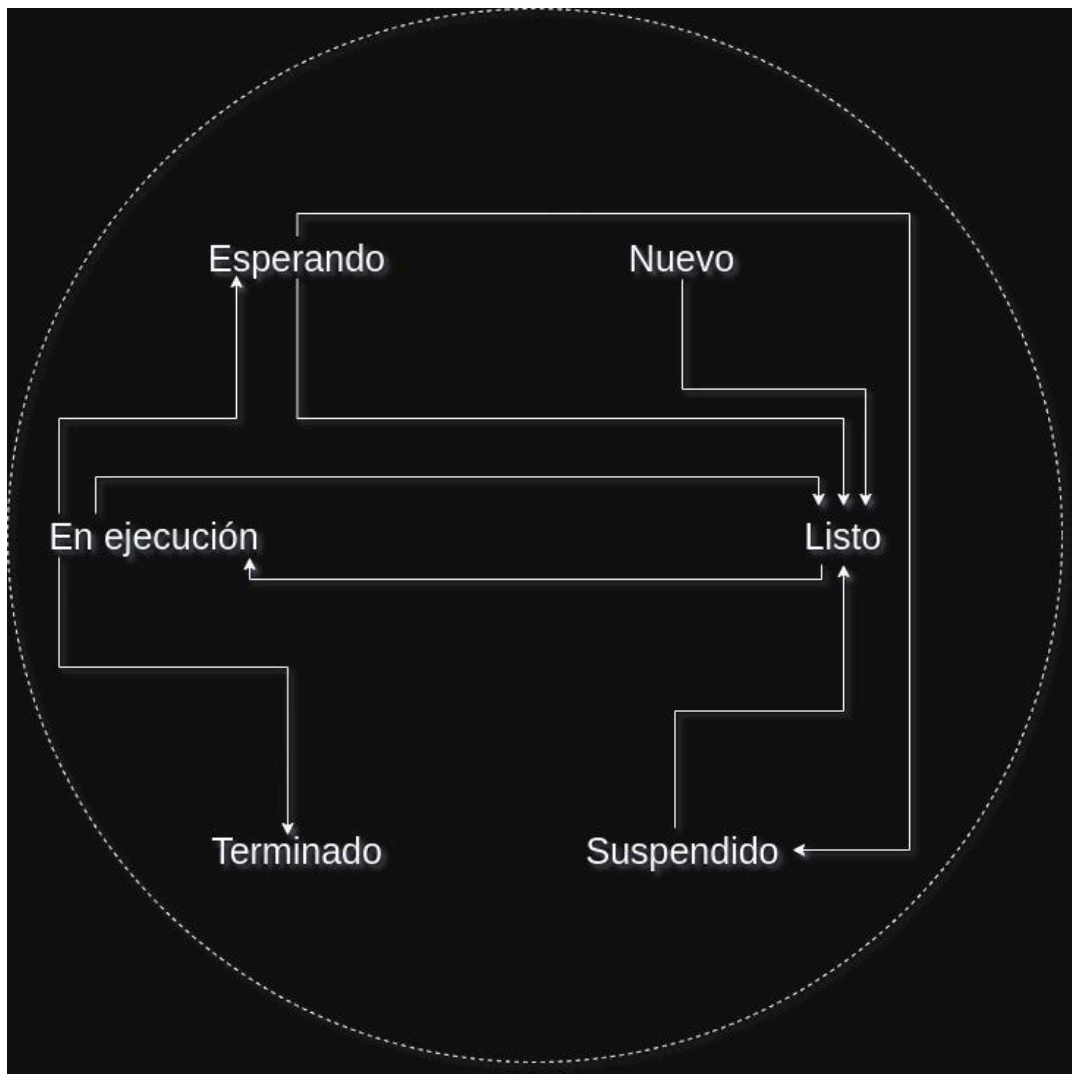 Esperando
Nuevo
En ejecución
Listo
Terminado
Suspendido